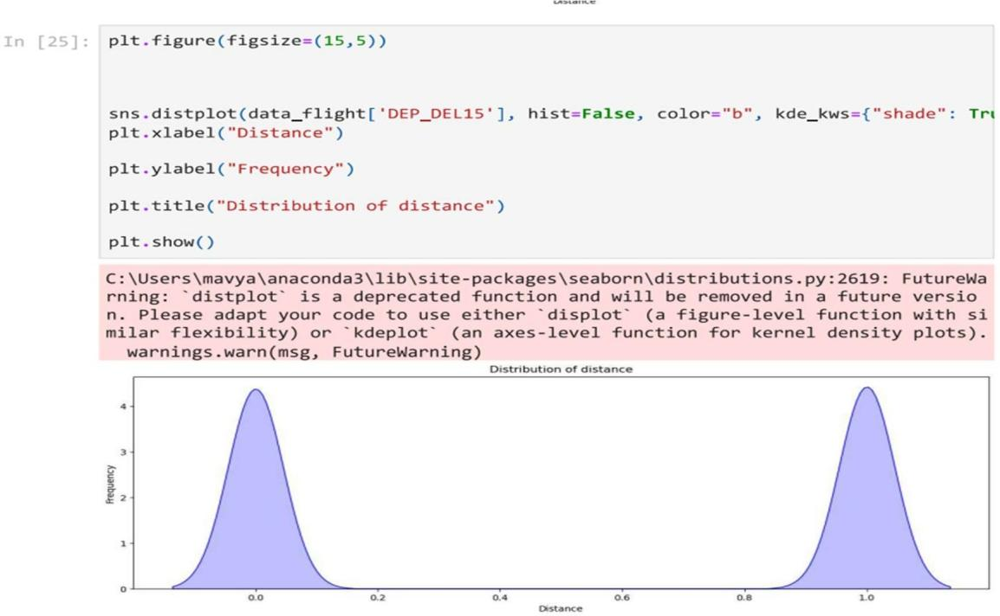 Distance
In [25]:
plt.figure(figsize=(15,5))
sns.distplot(data_flight['DEP_DEL15'], hist=False, color="b", kde_kws={"shade": Tru
plt.xlabel("Distance")
plt.ylabel("Frequency")
plt.title("Distribution of distance")
plt.show()
C:\Users\mavya\anaconda3\lib\site-packages\seaborn\distributions.py:2619: FutureWa
rning: `distplot` is a deprecated function and will be removed in a future versio
n. Please adapt your code to use either `displot` (a figure-level function with si
milar flexibility) or `kdeplot` (an axes-level function for kernel density plots).
warnings.warn(msg, FutureWarning)
Distribution of distance
4
3
2
1
0
Frequency
0.0 0.2 0.4 0.6 0.8 1.0
Distance